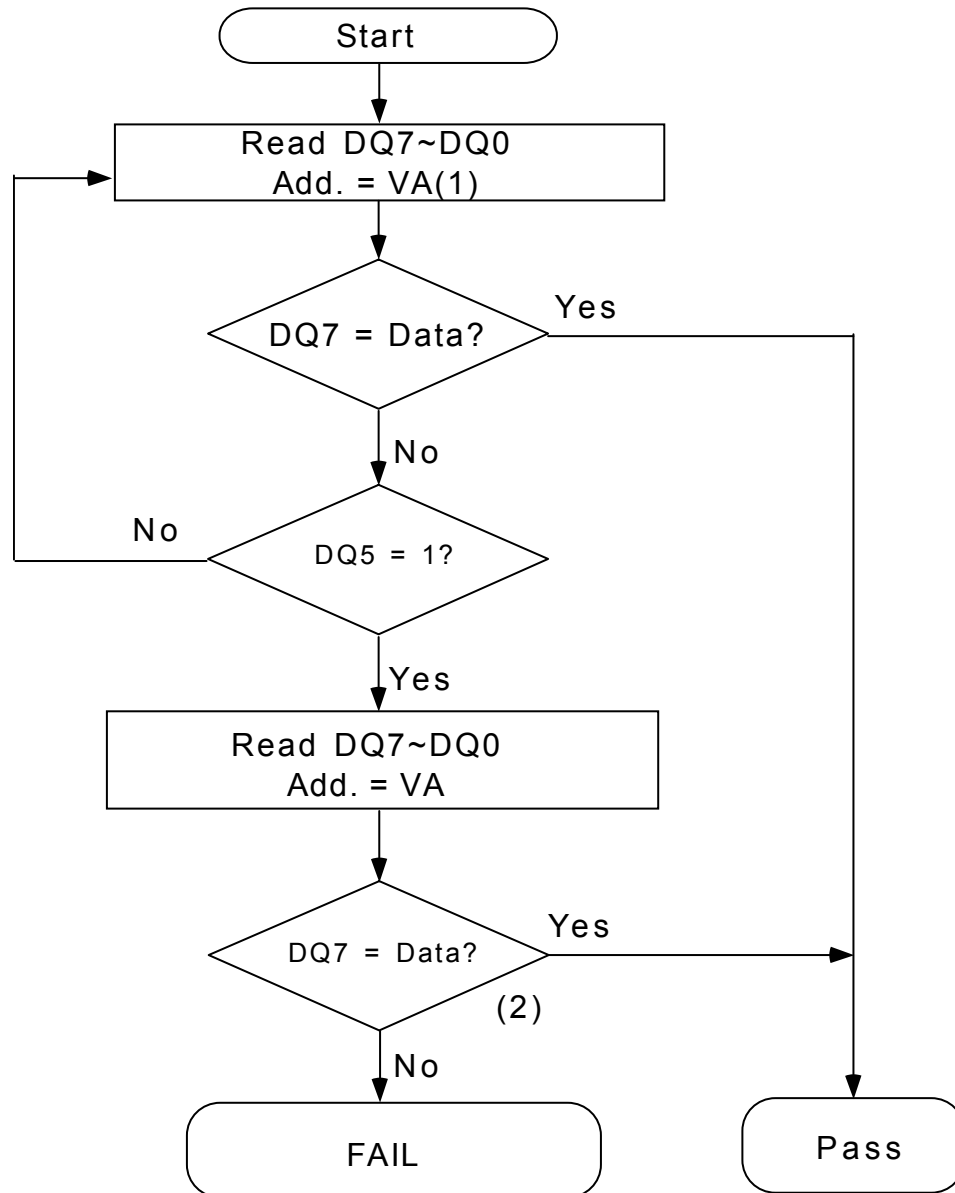 Start
Read DQ7~DQ0
Add. = VA(1)
DQ7 = Data?
Yes
No
No
DQ5 = 1?
Yes
Read DQ7~DQ0
Add. = VA
DQ7 = Data?
Yes
(2)
No
FAIL
Pass